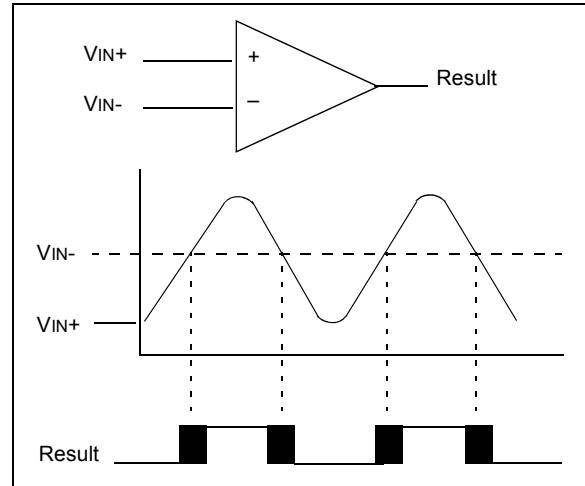 VIN+
+
Result
VIN-
–
VIN-
VIN+
Result